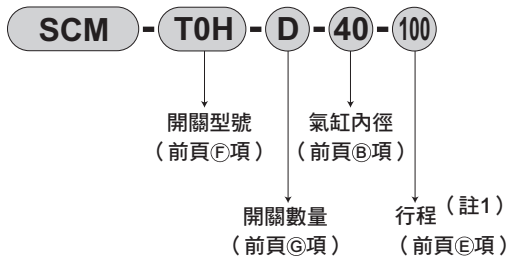 SCM - T0H - D - 40 - 100
開關型號
（前頁Ⓕ項）
氣缸內徑
（前頁Ⓑ項）
開關數量
（前頁Ⓖ項）
行程（註1）
（前頁Ⓔ項）